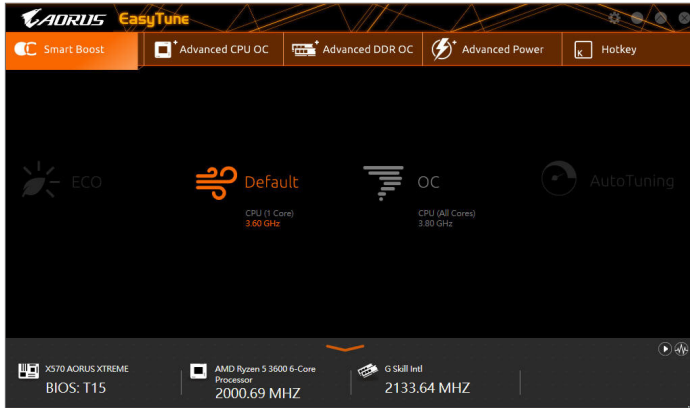 AORUS EasyTune
Smart Boost
Advanced CPU OC
Advanced DDR OC
Advanced Power
K
Hotkey
ECO
Default
CPU (1 Core)
3.60 GHz
OC
CPU (All Cores)
3.80 GHz
AutoTuning
X570 AORUS XTREME
BIOS: T15
AMD Ryzen 5 3600 6-Core
Processor
2000.69 MHZ
G Skill Intl
2133.64 MHZ